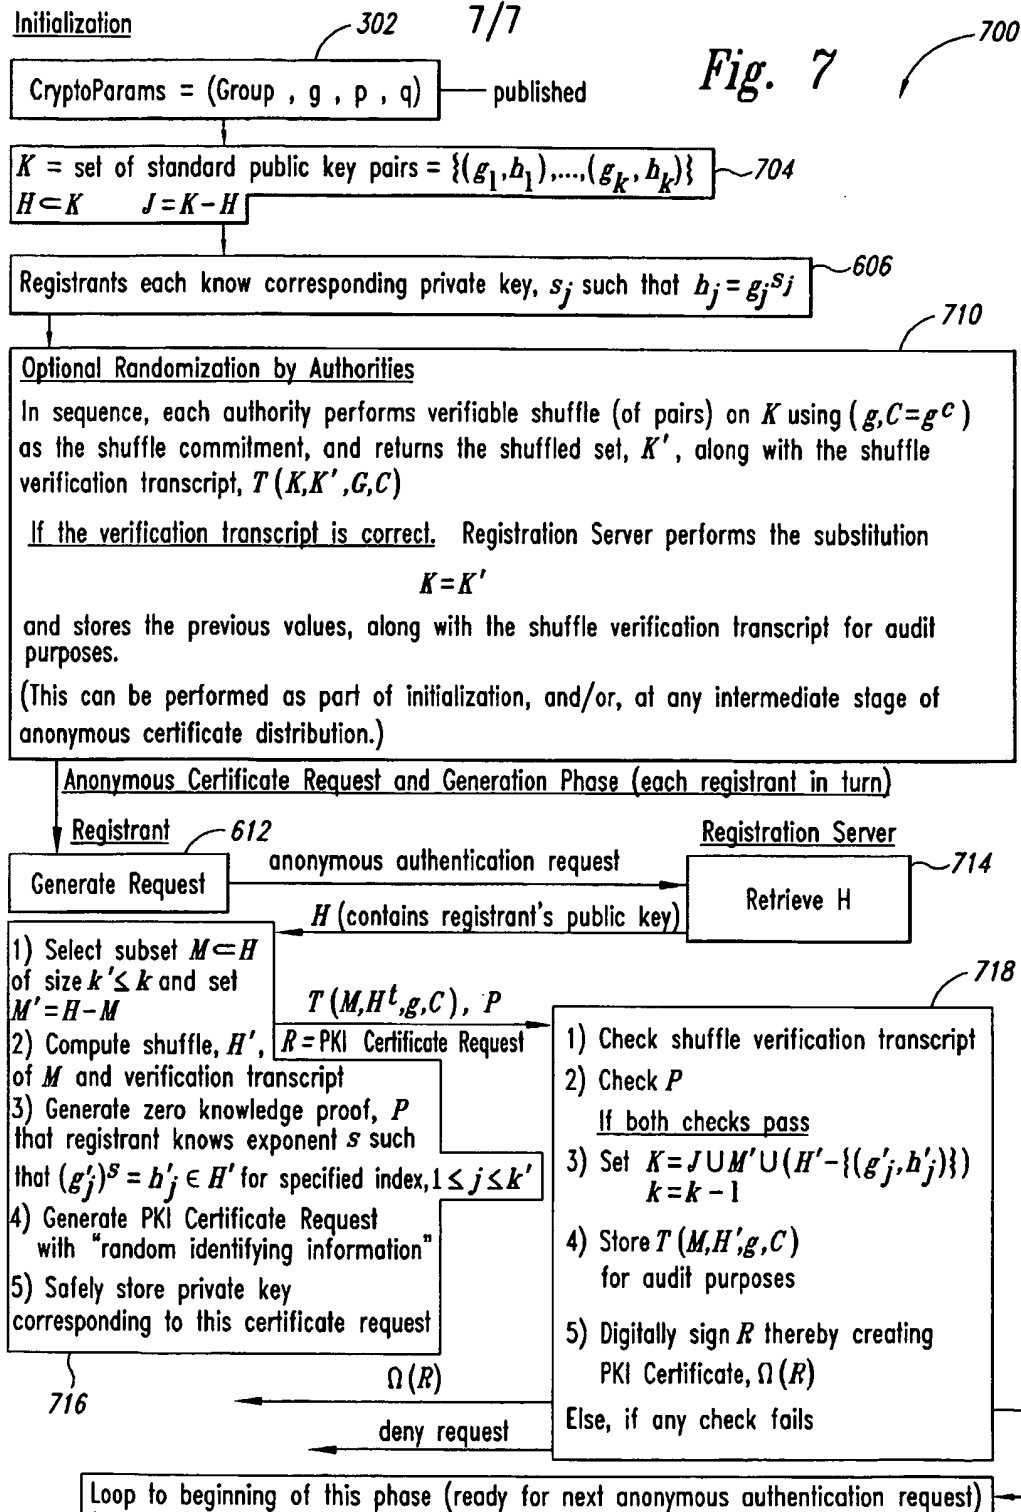 Initialization
302
7/7
700
Fig. 7
CryptoParams = (Group , g , p , q)
published
K = set of standard public key pairs = {(g₁,h₁),...,(gₖ,hₖ)}
H⊂K J=K-H
704
Registrants each know corresponding private key, sⱼ such that hⱼ = gⱼ^sⱼ
606
710
Optional Randomization by Authorities
In sequence, each authority performs verifiable shuffle (of pairs) on K using (g,C=g^c)
as the shuffle commitment, and returns the shuffled set, K', along with the shuffle
verification transcript, T(K,K',G,C)
If the verification transcript is correct. Registration Server performs the substitution
K=K'
and stores the previous values, along with the shuffle verification transcript for audit
purposes.
(This can be performed as part of initialization, and/or, at any intermediate stage of
anonymous certificate distribution.)
Anonymous Certificate Request and Generation Phase (each registrant in turn)
Registrant
612
Registration Server
Generate Request
anonymous authentication request
714
Retrieve H
H (contains registrant's public key)
1) Select subset M⊂H
of size k'≤k and set
M'=H-M
2) Compute shuffle, H',
of M and verification transcript
3) Generate zero knowledge proof, P
that registrant knows exponent s such
that (g'ⱼ)^s = h'ⱼ ∈ H' for specified index, 1≤j≤k'
4) Generate PKI Certificate Request
with "random identifying information"
5) Safely store private key
corresponding to this certificate request
716
T(M,H^t,g,C), P
R=PKI Certificate Request
718
1) Check shuffle verification transcript
2) Check P
If both checks pass
3) Set K=J∪M'∪(H'-{(g'ⱼ,h'ⱼ)})
k=k-1
4) Store T(M,H',g,C)
for audit purposes
5) Digitally sign R thereby creating
PKI Certificate, Ω(R)
Else, if any check fails
Ω(R)
deny request
Loop to beginning of this phase (ready for next anonymous authentication request)